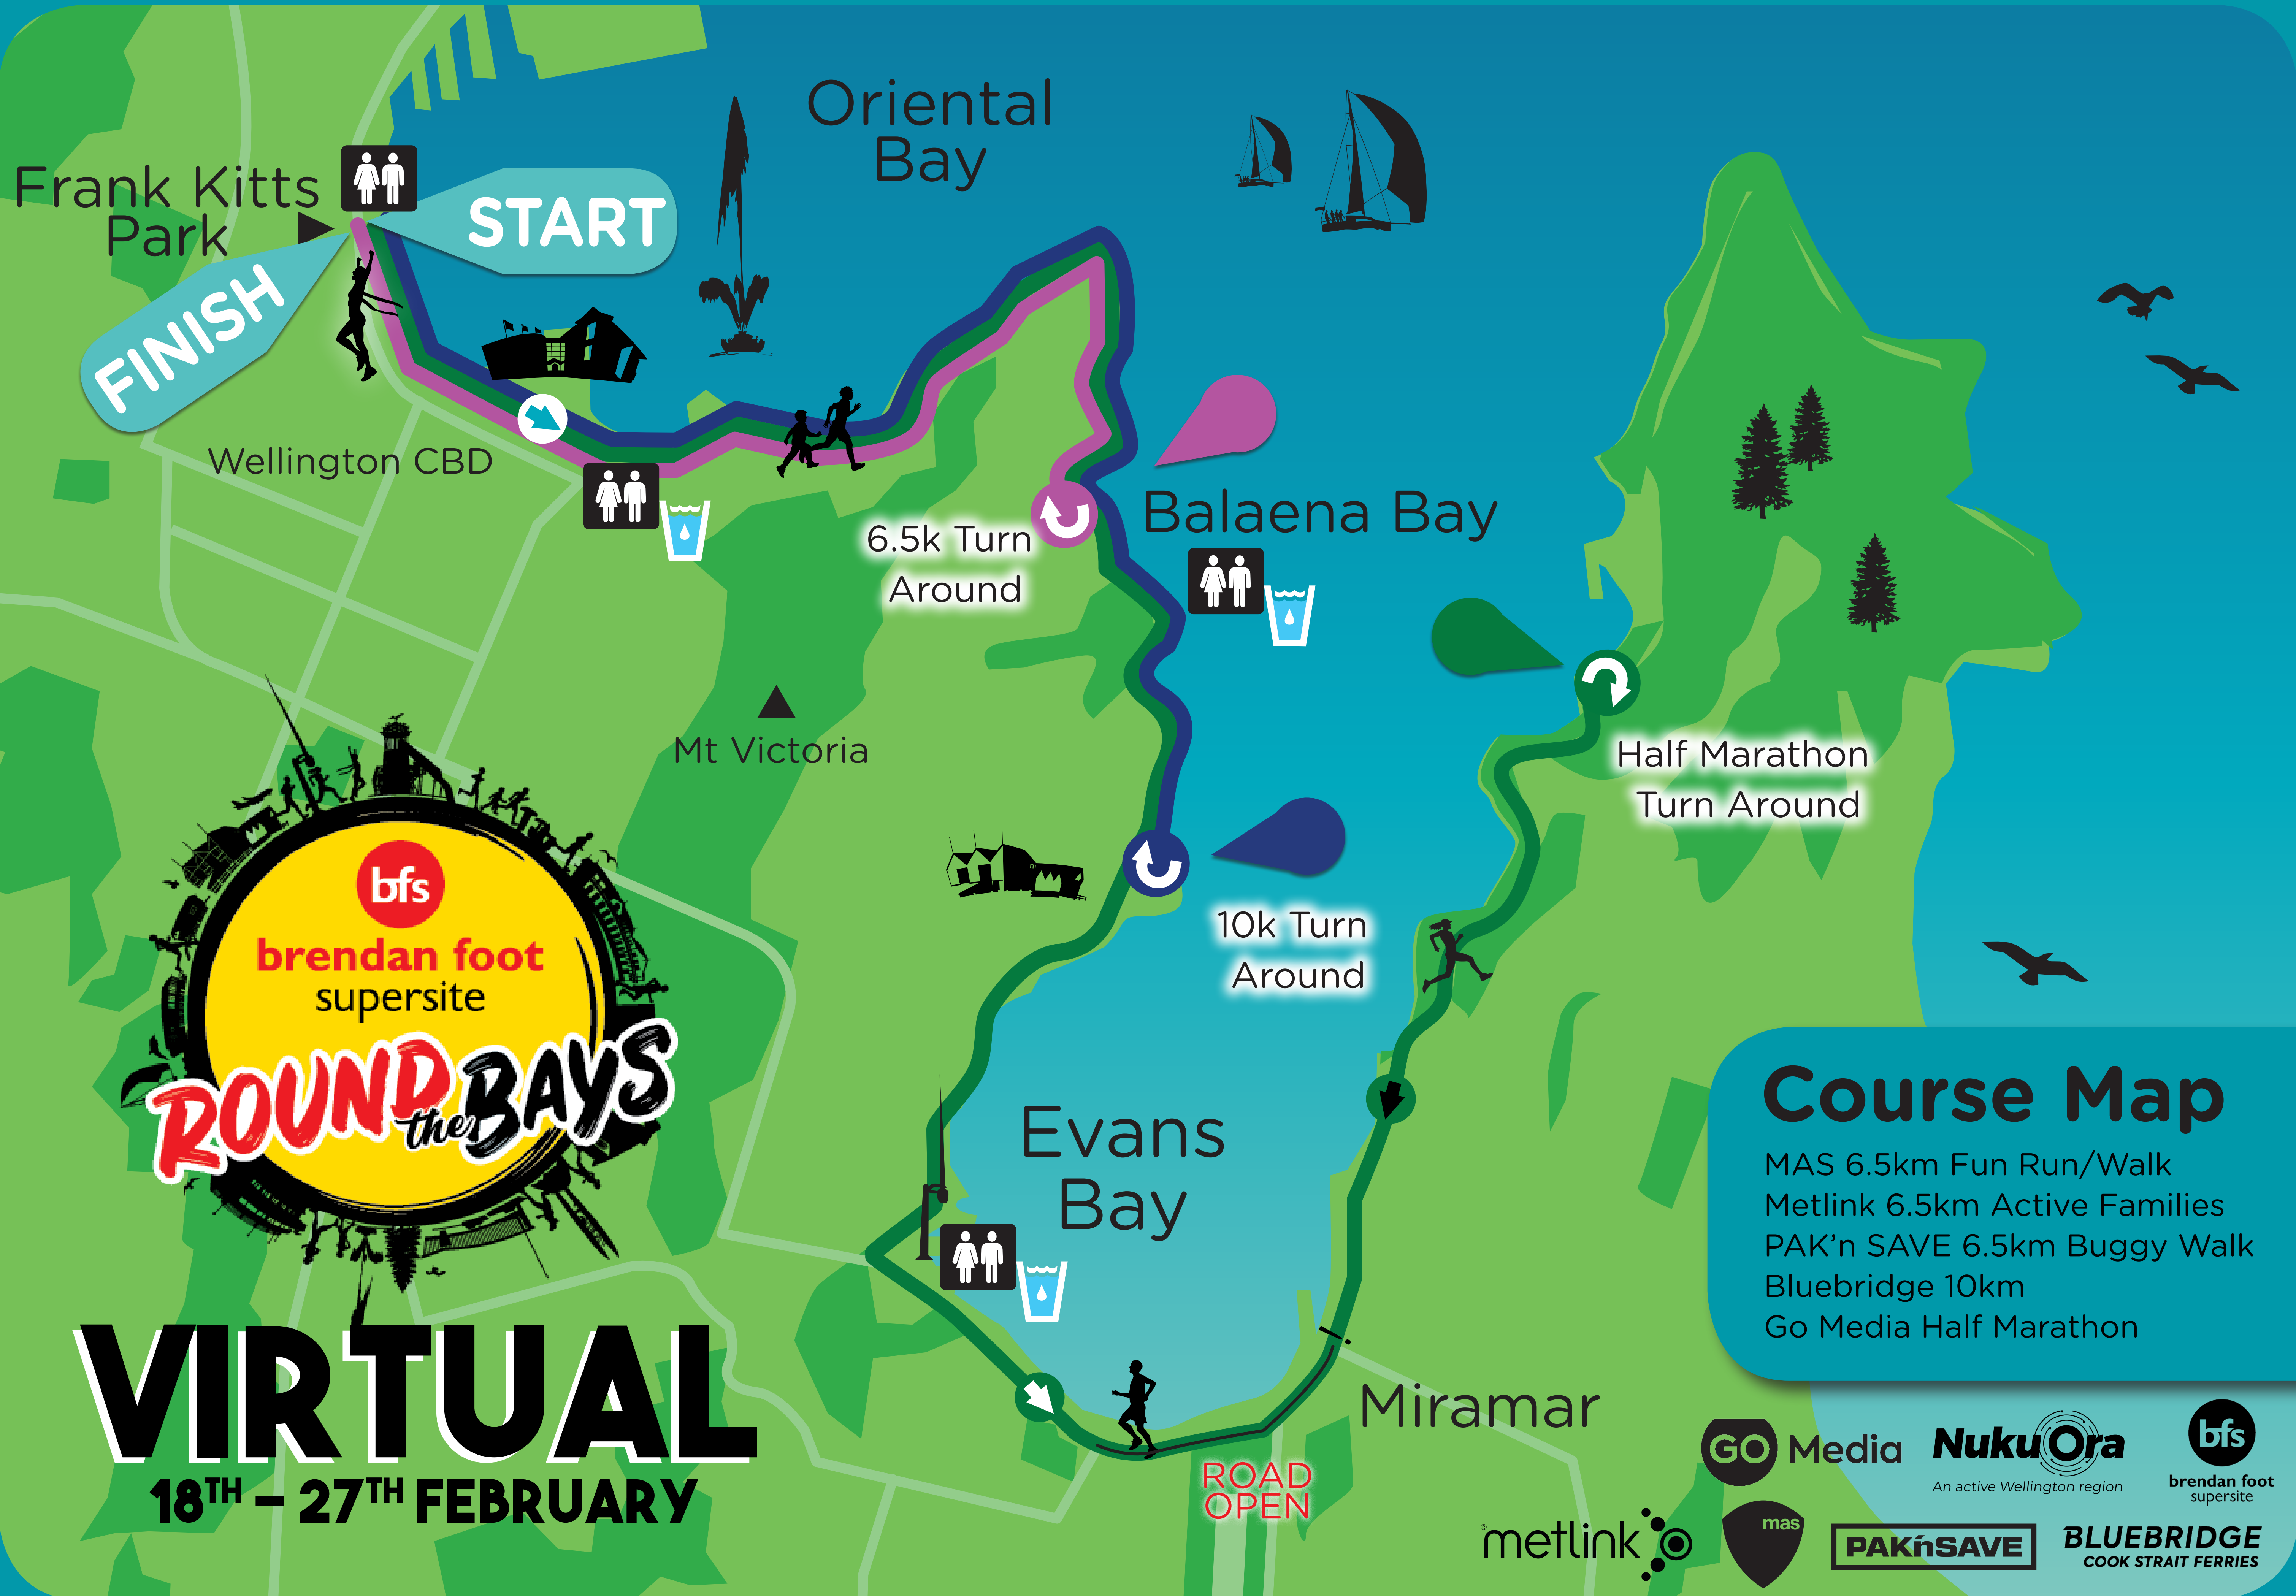 Oriental
Bay
Frank Kitts
Park
START
FINISH
Wellington CBD
6.5k Turn
Around
Balaena Bay
Mt Victoria
Half Marathon
Turn Around
10k Turn
Around
bfs
brendan foot
supersite
ROUND
the BAYS
Evans
Bay
VIRTUAL
18TH – 27TH FEBRUARY
Miramar
ROAD
OPEN
Course Map
MAS 6.5km Fun Run/Walk
Metlink 6.5km Active Families
PAK'n SAVE 6.5km Buggy Walk
Bluebridge 10km
Go Media Half Marathon
GO Media
NukuOra
An active Wellington region
bfs
brendan foot
supersite
metlink
mas
PAK'nSAVE
BLUEBRIDGE
COOK STRAIT FERRIES